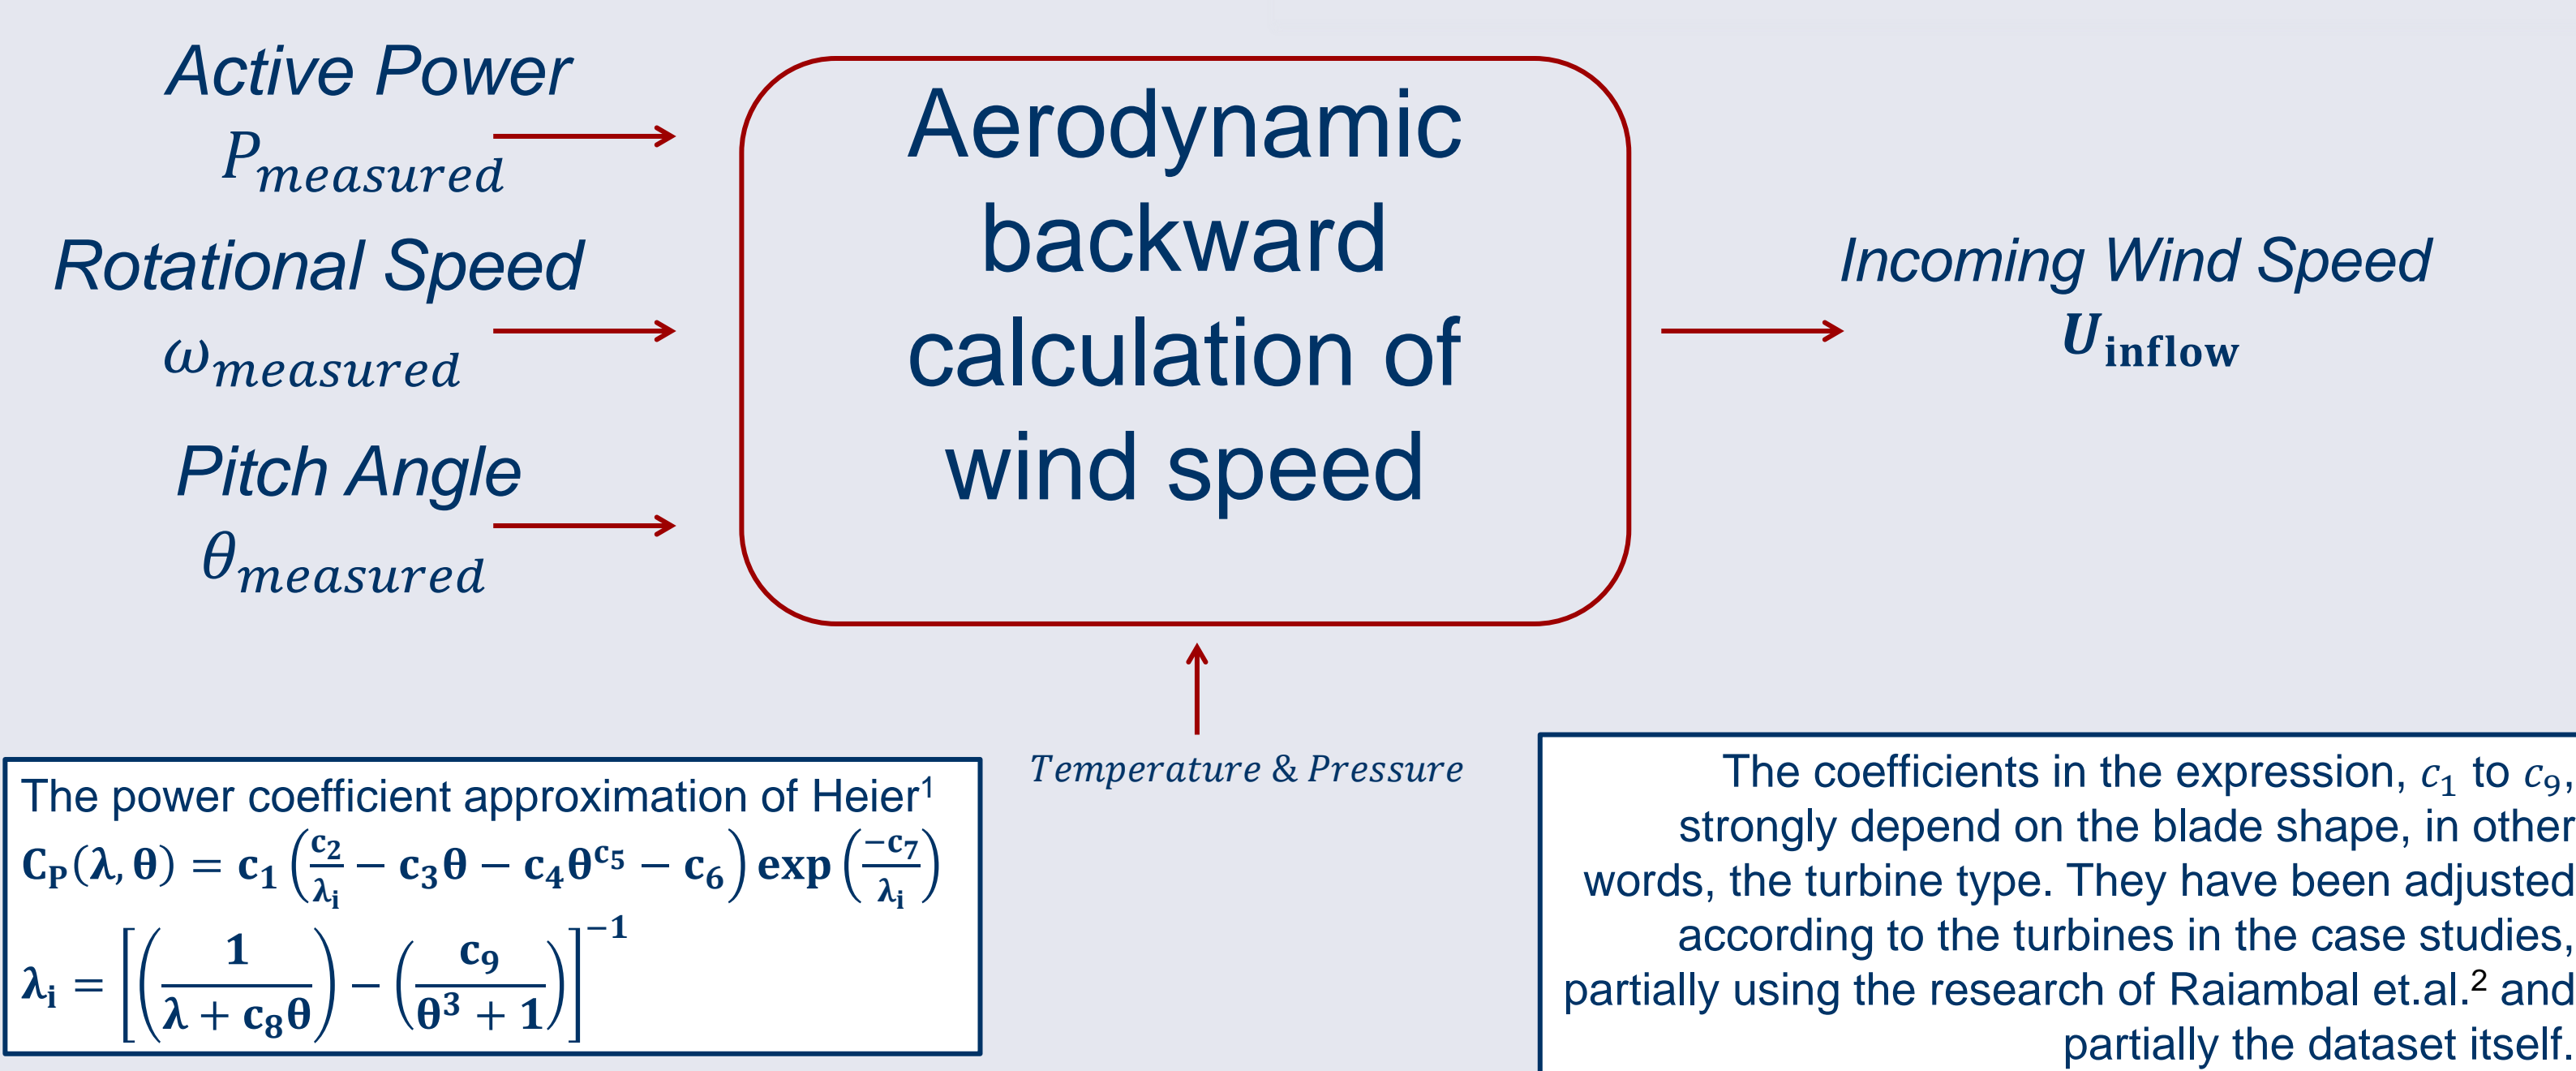 Active Power
P_measured
Rotational Speed
ω_measured
Pitch Angle
θ_measured
Aerodynamic
backward
calculation of
wind speed
Incoming Wind Speed
U_inflow
Temperature & Pressure
The power coefficient approximation of Heier¹
C_P(λ, θ) = c₁ (c₂/λ_i − c₃θ − c₄θ^c₅ − c₆) exp (−c₇/λ_i)
λ_i = [(1/(λ + c₈θ)) − (c₉/(θ³ + 1))]⁻¹
The coefficients in the expression, c₁ to c₉,
strongly depend on the blade shape, in other
words, the turbine type. They have been adjusted
according to the turbines in the case studies,
partially using the research of Raiambal et.al.² and
partially the dataset itself.